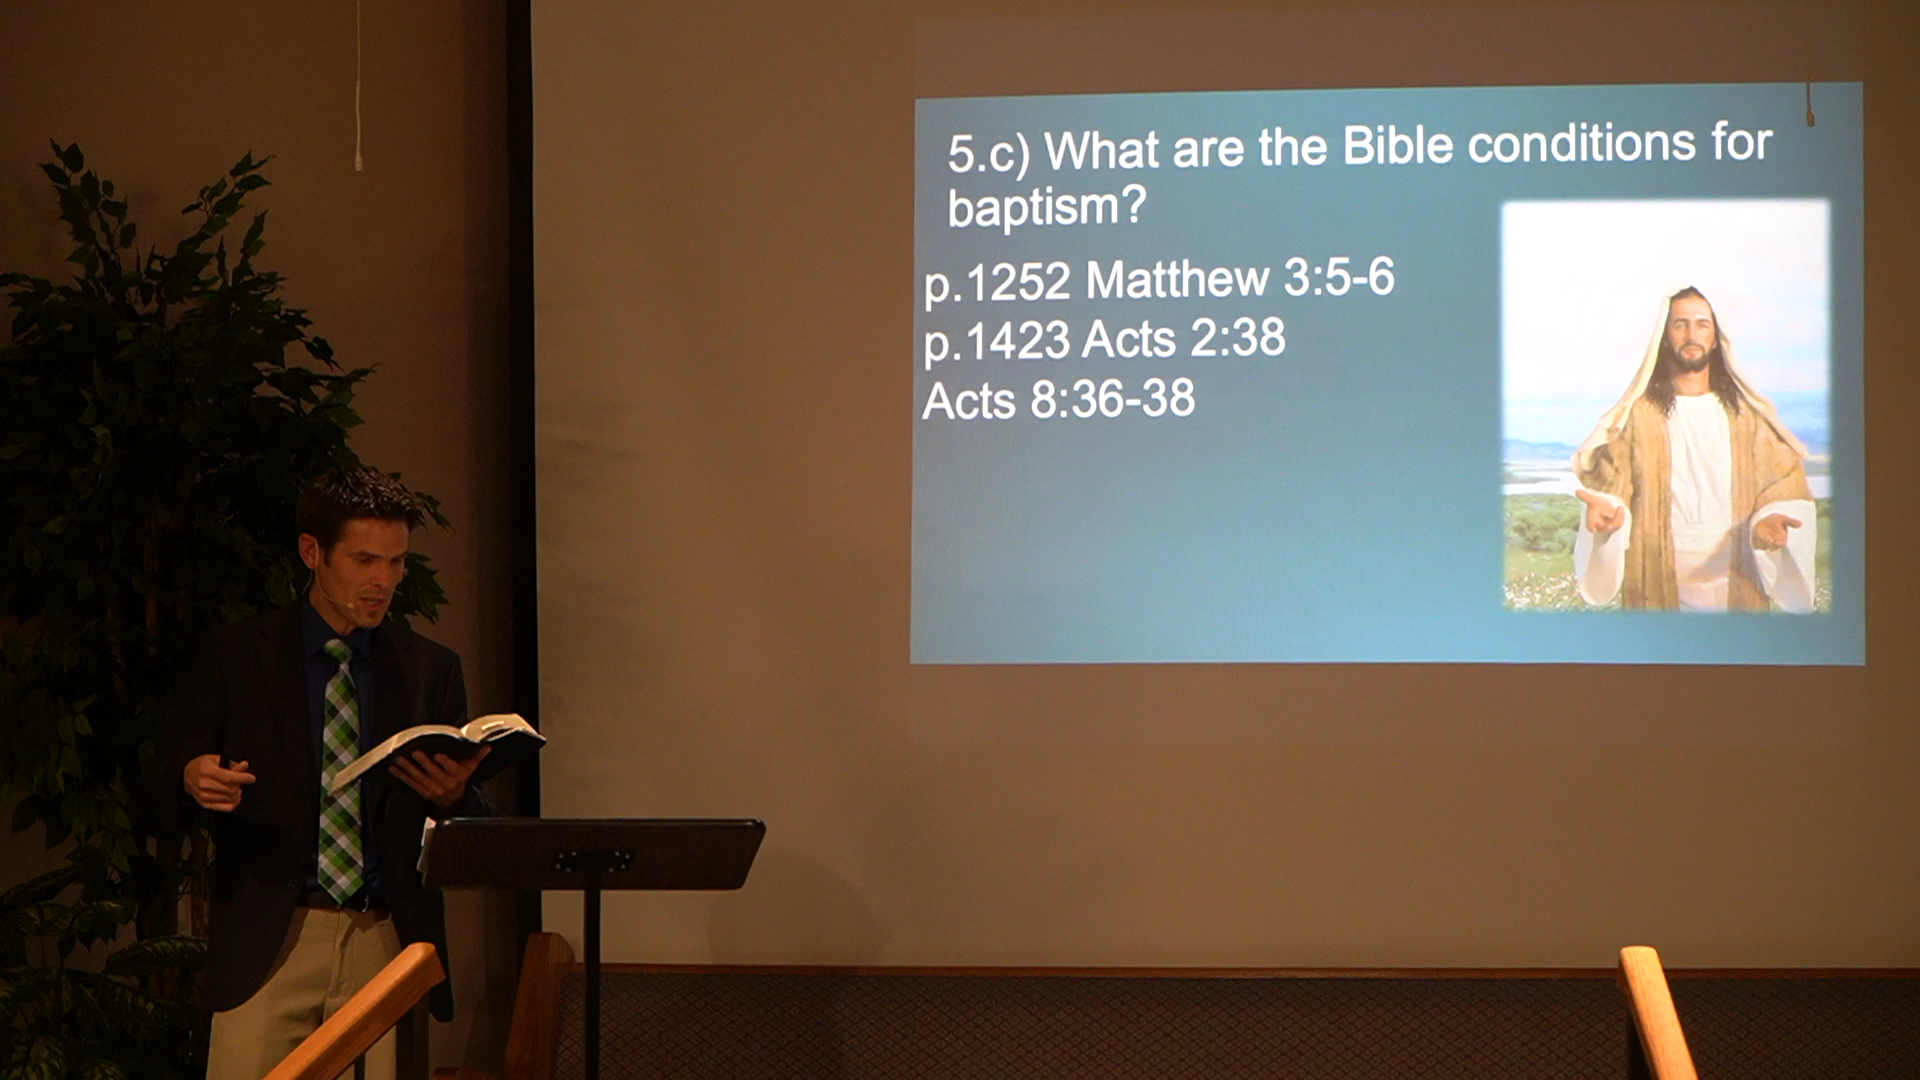 5.c) What are the Bible conditions for
baptism?
p.1252 Matthew 3:5-6
p.1423 Acts 2:38
Acts 8:36-38